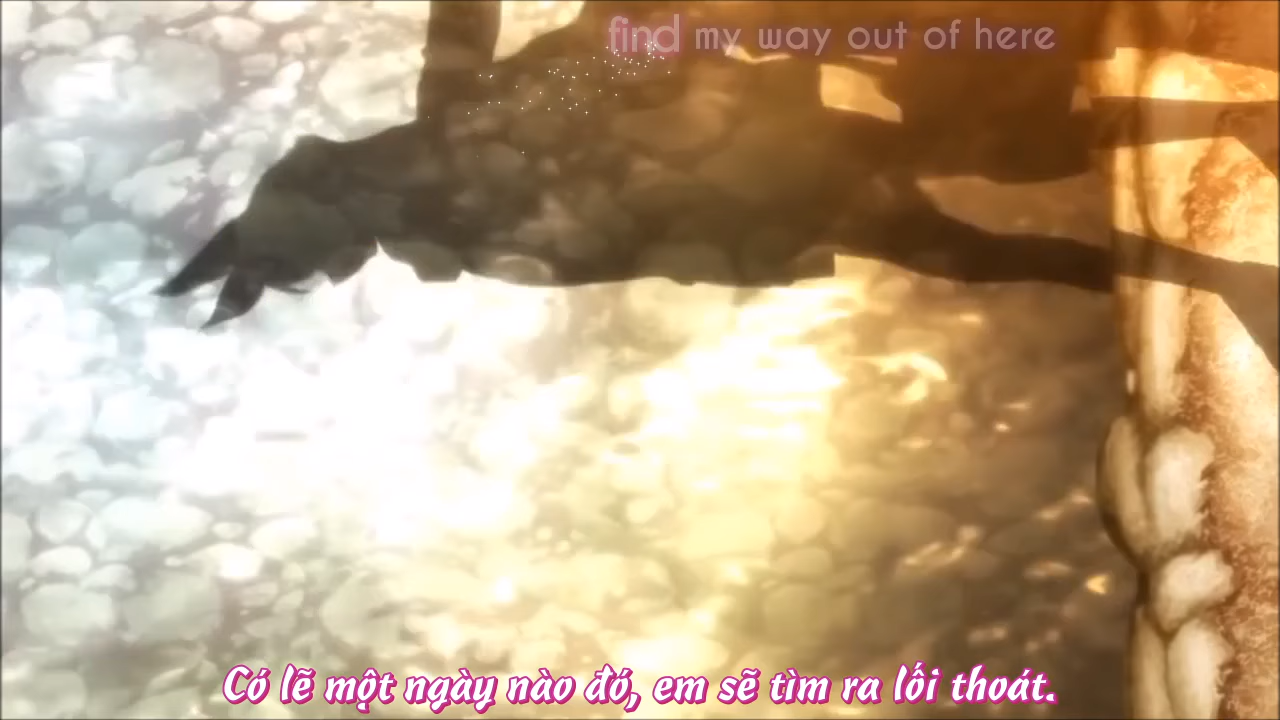 find my way out of here
Có lẽ một ngày nào đó, em sẽ tìm ra lối thoát.